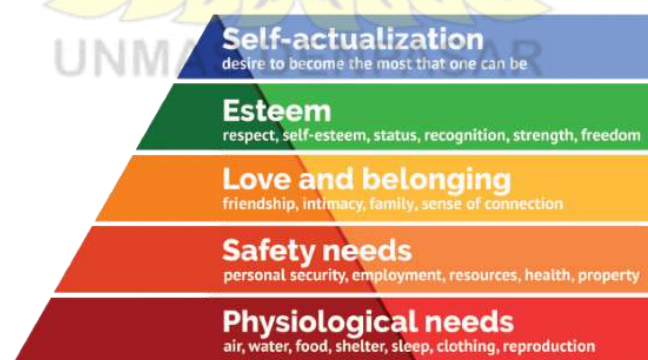 Self-actualization
desire to become the most that one can be
Esteem
respect, self-esteem, status, recognition, strength, freedom
Love and belonging
friendship, intimacy, family, sense of connection
Safety needs
personal security, employment, resources, health, property
Physiological needs
air, water, food, shelter, sleep, clothing, reproduction